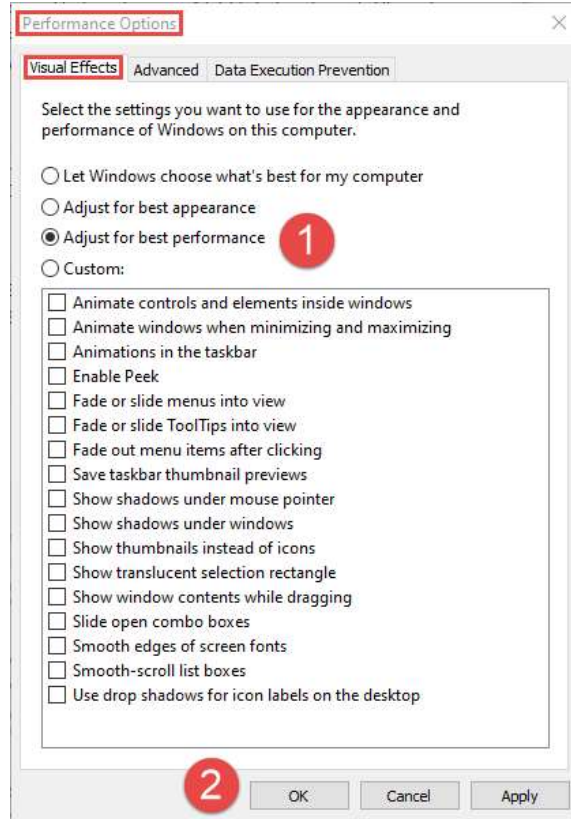 Performance Options
Visual Effects Advanced Data Execution Prevention
Select the settings you want to use for the appearance and
performance of Windows on this computer.
Let Windows choose what's best for my computer
Adjust for best appearance
Adjust for best performance
1
Custom:
Animate controls and elements inside windows
Animate windows when minimizing and maximizing
Animations in the taskbar
Enable Peek
Fade or slide menus into view
Fade or slide ToolTips into view
Fade out menu items after clicking
Save taskbar thumbnail previews
Show shadows under mouse pointer
Show shadows under windows
Show thumbnails instead of icons
Show translucent selection rectangle
Show window contents while dragging
Slide open combo boxes
Smooth edges of screen fonts
Smooth-scroll list boxes
Use drop shadows for icon labels on the desktop
2
OK Cancel Apply